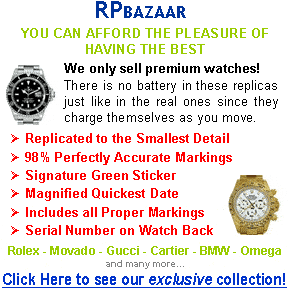 RPBAZAAR
YOU CAN AFFORD THE PLEASURE OF
HAVING THE BEST
We only sell premium watches!
There is no battery in these replicas
just like in the real ones since they
charge themselves as you move.
Replicated to the Smallest Detail
98% Perfectly Accurate Markings
Signature Green Sticker
Magnified Quickest Date
Includes all Proper Markings
Serial Number on Watch Back
Rolex - Movado - Gucci - Cartier - BMW - Omega
and many more...
Click Here to see our exclusive collection!